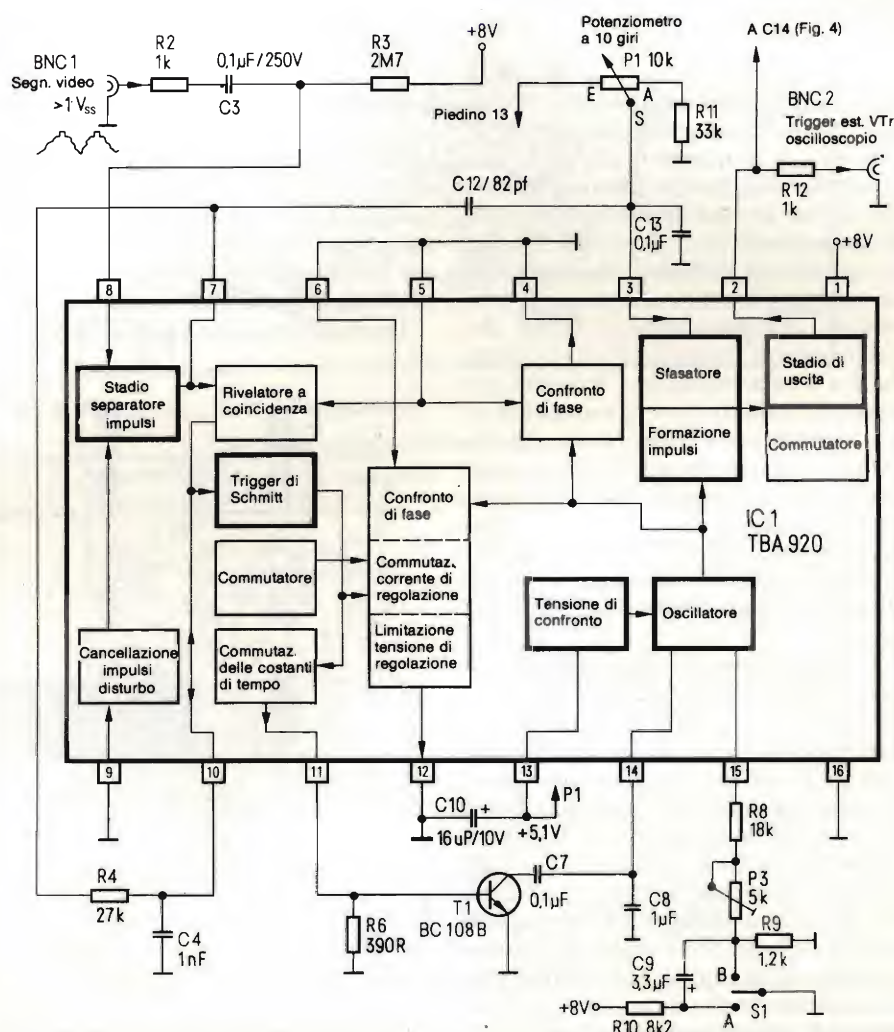 BNC 1
Segn. video
>1 Vss
R2
1k
0,1µF/250V
C3
R3
2M7
+8V
Potenziometro
a 10 giri
P1 10k
E
A
S
Piedino 13
R11
33k
A C14 (Fig. 4)
BNC 2
Trigger est. VTr
oscilloscopio
R12
1k
C12/82pf
C13
0,1µF
+8V
8
7
6
5
4
3
2
1
Stadio
separatore
impulsi
Rivelatore a
coincidenza
Confronto
di fase
Sfasatore
Formazione
impulsi
Stadio di
uscita
Commutatore
Trigger di
Schmitt
Commutatore
Commutaz.
delle costanti
di tempo
Confronto
di fase
Commutaz.
corrente di
regolazione
Limitazione
tensione di
regolazione
IC 1
TBA 920
Tensione di
confronto
Oscillatore
Cancellazione
impulsi
disturbo
9
10
11
12
13
14
15
16
C10
+
16uP/10V
+5,1V
P1
R4
27k
C4
1nF
R6
390R
T1
BC 108 B
C7
0,1µF
C8
1µF
R8
18k
P3
5k
R9
1,2k
C9
3,3µF
+
B
S1
A
+8V
R10 8k2